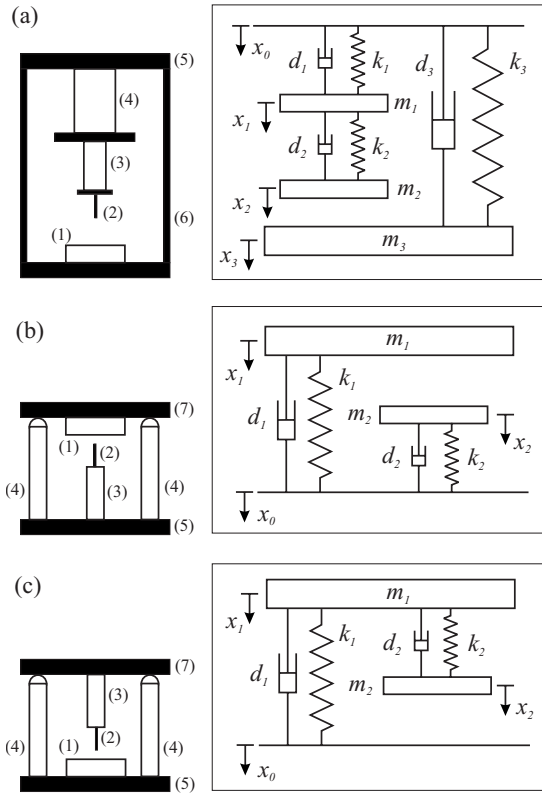 (a)
(5)
(4)
(3)
(2)
(1)
(6)
x0
d1
k1
d3
k3
x1
m1
d2
k2
x2
m2
x3
m3
(b)
(7)
(1)
(2)
(4)
(3)
(4)
(5)
m1
x1
k1
m2
d1
d2
k2
x2
x0
(c)
(7)
(3)
(4)
(1)
(2)
(4)
(5)
m1
x1
k1
d2
k2
d1
m2
x2
x0